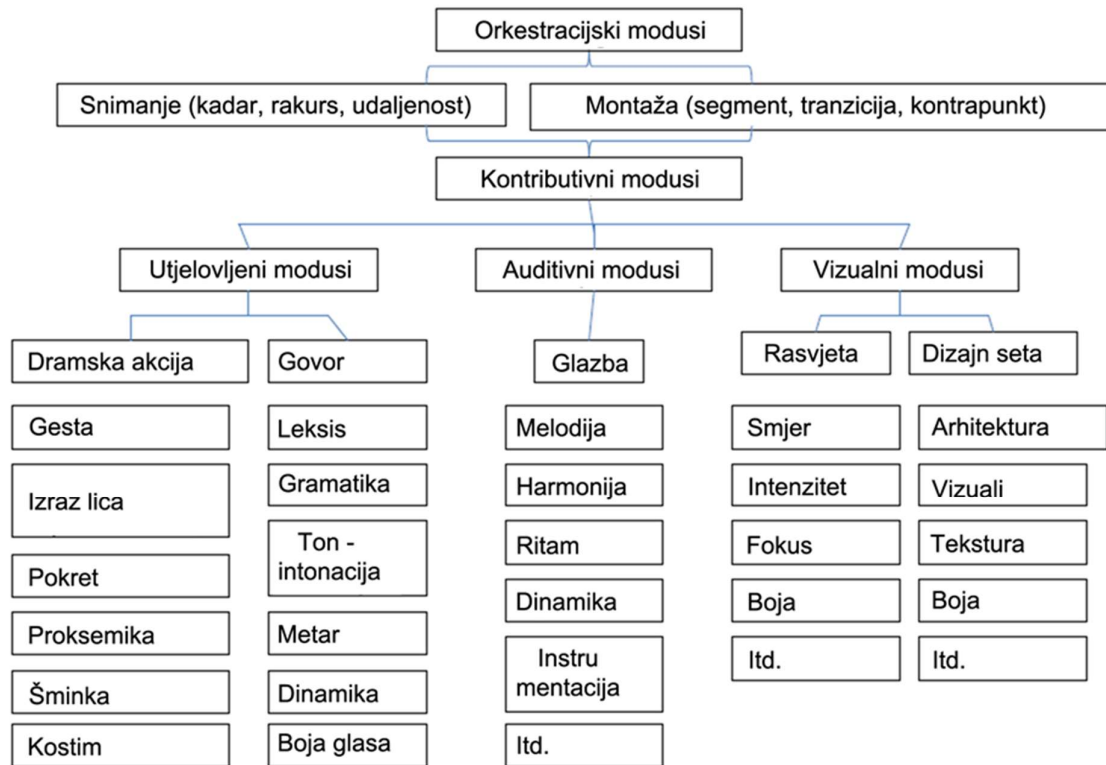 Orkestracijski modusi
Snimanje (kadar, rakurs, udaljenost)
Montaža (segment, tranzicija, kontrapunkt)
Kontributivni modusi
Utjelovljeni modusi
Auditivni modusi
Vizualni modusi
Dramska akcija
Govor
Glazba
Rasvjeta
Dizajn seta
Gesta
Leksis
Melodija
Smjer
Arhitektura
Izraz lica
Gramatika
Harmonija
Intenzitet
Vizuali
Pokret
Ton -
intonacija
Ritam
Fokus
Tekstura
Proksemika
Metar
Dinamika
Boja
Boja
Šminka
Dinamika
Instru
mentacija
Itd.
Itd.
Kostim
Boja glasa
Itd.